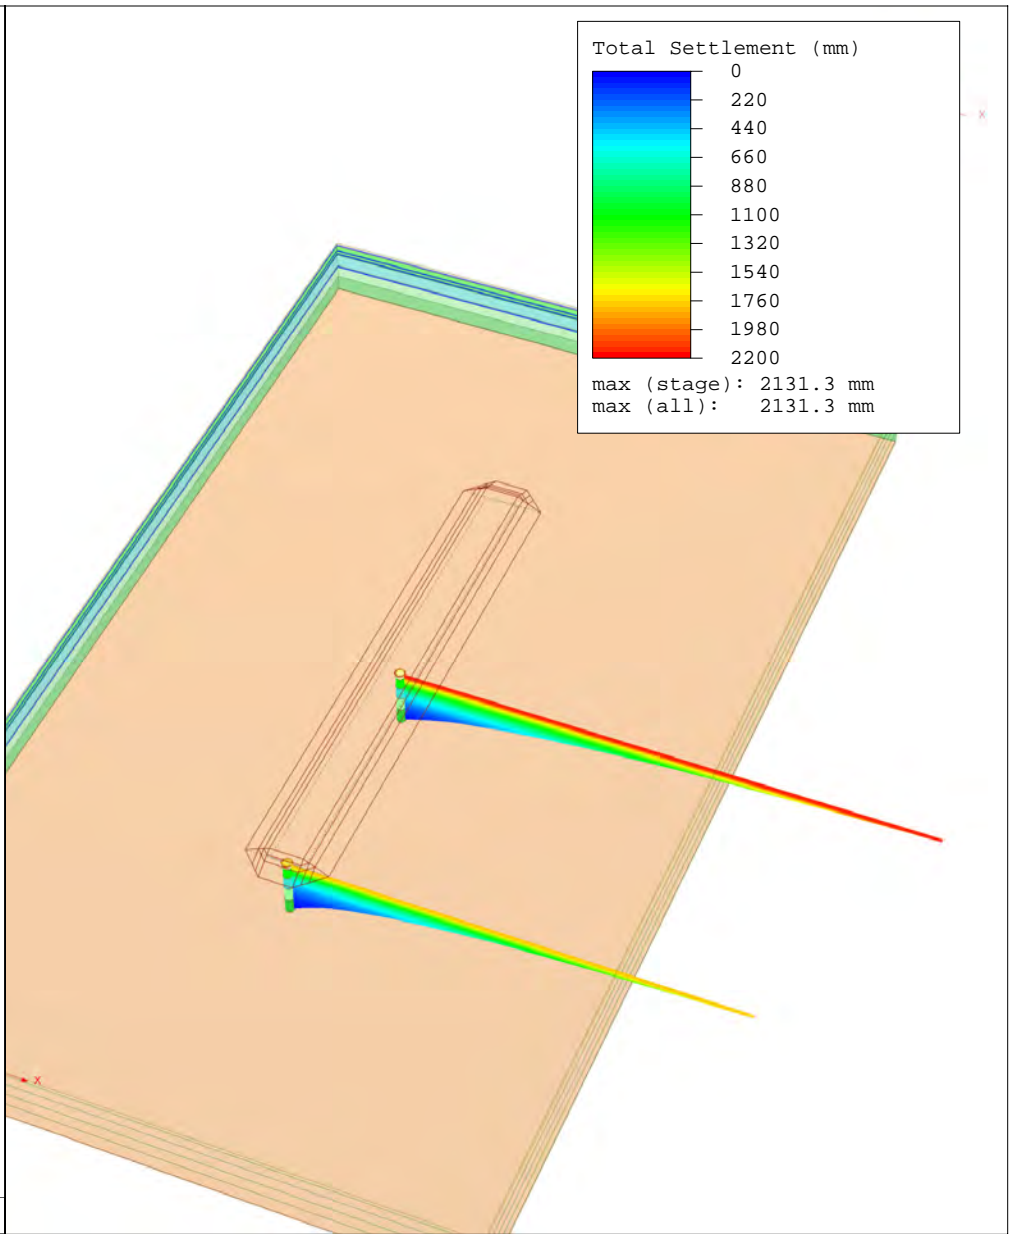 Total Settlement (mm)
0
220
440
660
880
1100
1320
1540
1760
1980
2200
max (stage): 2131.3 mm
max (all): 2131.3 mm
x
X